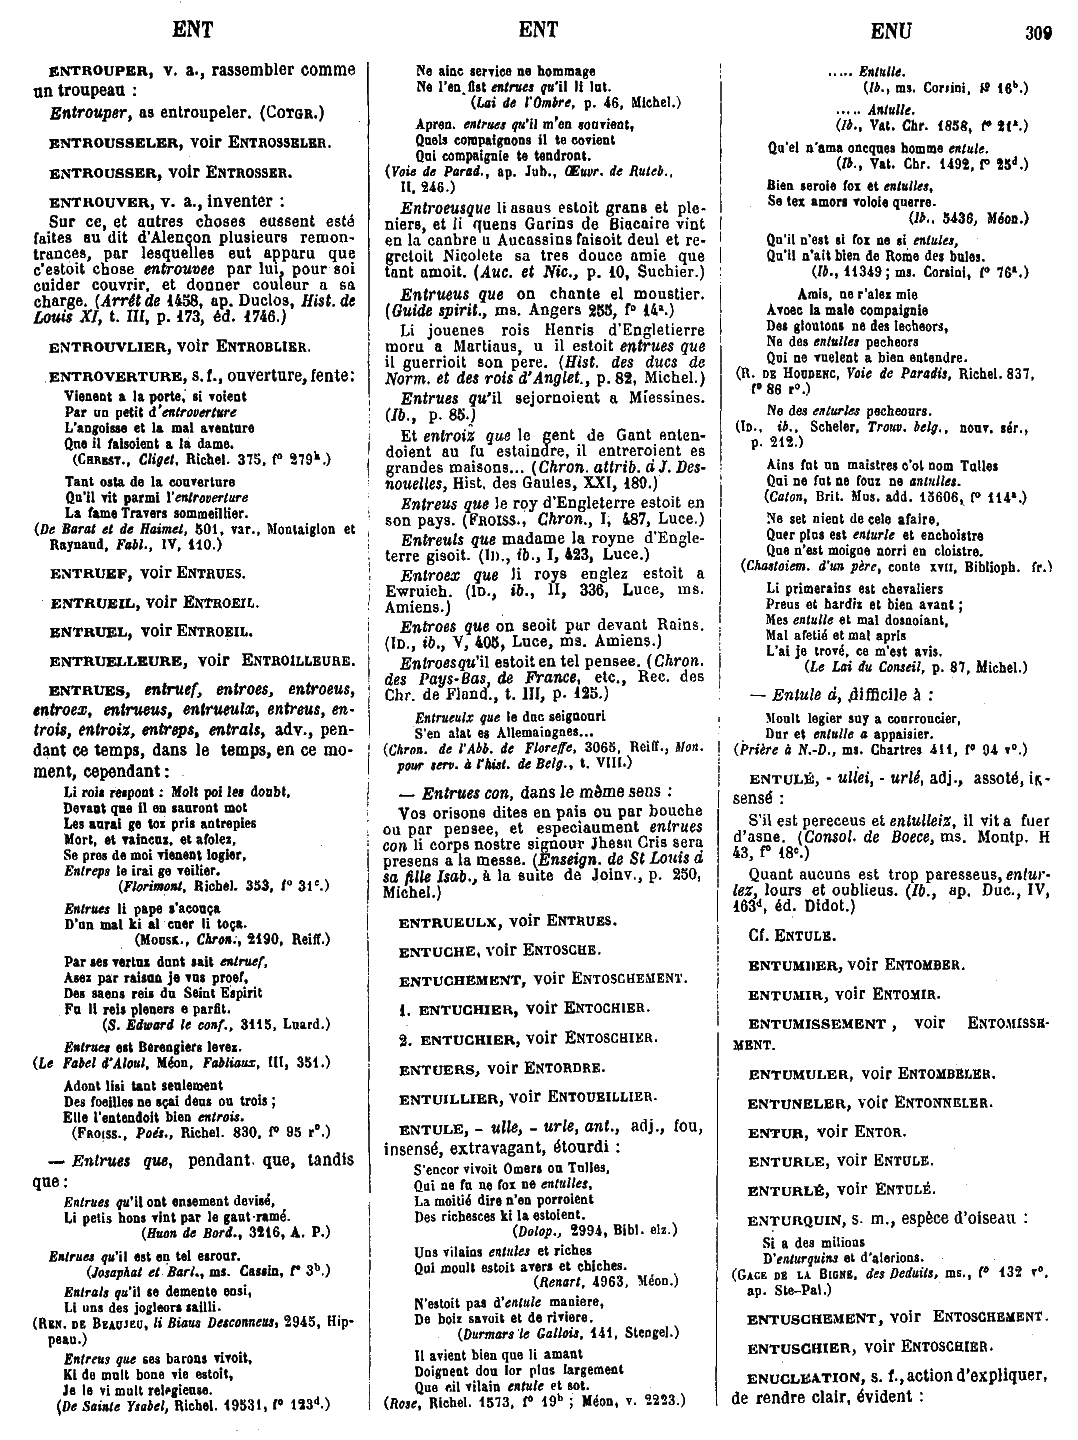 ENT
ENT
ENU
309
ENTROUPER, v. a., rassembler comme
un troupeau :
Entrouper, as entroupeler. (COTGR.)
ENTROUSSELER, voir ENTROSSELER.
ENTROUSSER, voir ENTROSSER.
ENTROUVER, v. a., inventer :
Sur ce, et autres choses eussent esté
faites au dit d'Alençon plusieurs remon-
trances, par lesquelles eut apparu que
c'estoit chose entrouvee par lui, pour soi
cuider couvrir, et donner couleur a sa
charge. (Arrêt de 1458, ap. Duclos, Hist. de
Louis XI, t. III, p. 173, éd. 1746.)
ENTROUVLIER, voir ENTROBLIER.
ENTROVERTURE, s. f., ouverture, fente:
Vienent a la porte, si voient
Par un petit d'entroverture
L'angoisse et la mal aventure
Que il faisoient a la dame.
(CHREST., Cliget, Richel. 375, f° 279ᵏ.)
Tant osta de la couverture
Qu'il vit parmi l'entroverture
La fame Travers sommeillier.
(De Barat et de Haimet, 501, var., Montaiglon et
Raynaud, Fabl., IV, 110.)
ENTRUEF, voir ENTRUES.
ENTRUEIL, voir ENTROEIL.
ENTRUEL, voir ENTROEIL.
ENTRUELLEURE, voir ENTROILLEURE.
ENTRUES, entruef, entroes, entroeus,
entroex, entrueus, entrueulx, entreus, en-
trois, entroiz, entreps, entrals, adv., pen-
dant ce temps, dans le temps, en ce mo-
ment, cependant :
Li rois respont : Molt poi les doubt,
Devant que il en sauront mot
Les aurai ge toz pris antrepies
Mort, et vaincuz, et afolez,
Se pres de moi vienent logier,
Entreps le irai ge veilier.
(Florimont, Richel. 353, f° 31ᶜ.)
Entrues li pape s'acouça
D'un mal ki al cuer li toça.
(MOUSK., Chron., 2190, Reiff.)
Par ses vertuz dunt sait entruef,
Asez par raisun je vus proef,
Des saens reis du Seint Espirit
Fu li reis pleners e parfit.
(S. Edward le conf., 3115, Luard.)
Entrues est Berengiers levez.
(Le Fabel d'Aloul, Méon, Fabliaux, III, 351.)
Adont lisi tant seulement
Des foeilles ne sçai deus ou trois ;
Elle l'entendoit bien entrois.
(FROISS., Poés., Richel. 830, f° 95 r°.)
— Entrues que, pendant que, tandis
que :
Entrues qu'il ont ensement devisé,
Li petis hons vint par le gaut ramé.
(Huon de Bord., 3216, A. P.)
Entrues qu'il est en tel esrour.
(Josaphat et Barl., ms. Cassin, f° 3ᵇ.)
Entrals qu'il se demente ensi,
Li uns des jogleors sailli.
(REN. DE BEAUJEU, li Biaus Desconneus, 2945, Hip-
peau.)
Entreus que ses barons vivoit,
Ki de mult bone vie estoit,
Je le vi mult relegieuse.
(De Sainte Ysabel, Richel. 19531, f° 123ᵈ.)
Ne ainc service ne hommage
Ne l'en fist entrues qu'il li lut.
(Lai de l'Ombre, p. 46, Michel.)
Apren. entrues qu'il m'en souvient,
Quels compaignons il te covient
Qui compaignie te tendront.
(Voie de Parad., ap. Jub., Œuvr. de Ruteb.,
II, 246.)
Entroeusque li asaus estoit grans et ple-
niers, et li quens Garins de Biacaire vint
en la canbre u Aucassins faisoit deul et re-
gretoit Nicolete sa tres douce amie que
tant amoit. (Auc. et Nic., p. 10, Suchier.)
Entrueus que on chante el moustier.
(Guide spirit., ms. Angers 255, f° 14ᵃ.)
Li jouenes rois Henris d'Engletierre
moru a Martiaus, u il estoit entrues que
il guerrioit son pere. (Hist. des ducs de
Norm. et des rois d'Anglet., p. 82, Michel.)
Entrues qu'il sejornoient a Miessines.
(Ib., p. 85.)
Et entroiz que le gent de Gant enten-
doient au fu estaindre, il entreroient es
grandes maisons... (Chron. attrib. à J. Des-
nouelles, Hist. des Gaules, XXI, 189.)
Entreus que le roy d'Engleterre estoit en
son pays. (FROISS., Chron., I, 487, Luce.)
Entreuls que madame la royne d'Engle-
terre gisoit. (ID., ib., I, 423, Luce.)
Entroex que li roys englez estoit a
Ewruich. (ID., ib., II, 336, Luce, ms.
Amiens.)
Entroes que on seoit pur devant Rains.
(ID., ib., V, 405, Luce, ms. Amiens.)
Entroesqu'il estoit en tel pensee. (Chron.
des Pays-Bas, de France, etc., Rec. des
Chr. de Fland., t. III, p. 125.)
Entrueulx que le duc seignouri
S'en alat es Allemaingnes...
(Chron. de l'Abb. de Floreffe, 3065, Reiff., Mon.
pour serv. à l'hist. de Belg., t. VIII.)
— Entrues con, dans le même sens :
Vos orisons dites en pais ou par bouche
ou par pensee, et especiaument entrues
con li corps nostre signour Jhesu Cris sera
presens a la messe. (Enseign. de St Louis à
sa fille Isab., à la suite de Joinv., p. 250,
Michel.)
ENTRUEULX, voir ENTRUES.
ENTUCHE, voir ENTOSCHE.
ENTUCHEMENT, voir ENTOSCHEMENT.
1. ENTUCHIER, voir ENTOCHIER.
2. ENTUCHIER, voir ENTOSCHIER.
ENTUERS, voir ENTORDRE.
ENTUILLIER, voir ENTOUEILLIER.
ENTULE, - ulle, - urle, ant., adj., fou,
insensé, extravagant, étourdi :
S'encor vivoit Omers ou Tulles,
Qui ne fu ne fox ne entulles,
La moitié dire n'en porroient
Des richesces ki la estoient.
(Dolop., 2994, Bibl. elz.)
Uns vilains entules et riches
Qui moult estoit avers et chiches.
(Renart, 4963, Méon.)
N'estoit pas d'entule maniere,
De boiz savoit et de riviere.
(Durmars le Gallois, 141, Stengel.)
Il avient bien que li amant
Doignent dou lor plus largement
Que cil vilain entule et sot.
(Rose, Richel. 1573, f° 19ᵇ ; Méon, v. 2223.)
..... Entulle.
(Ib., ms. Corsini, f° 16ᵇ.)
..... Antulle.
(Ib., Vat. Chr. 1858, f° 21ᵃ.)
Qu'el n'ama oncques homme entule.
(Ib., Vat. Chr. 1492, f° 25ᵈ.)
Bien seroie fox et entulles,
Se tex amors voloie querre.
(Ib., 5436, Méon.)
Qu'il n'est si fox ne si entules,
Qu'il n'ait bien de Rome des bules.
(Ib., 11349 ; ms. Corsini, f° 76ᵃ.)
Amis, ne r'alez mie
Avoec la male compaignie
Des gloutons ne des lecheors,
Ne des entulles pecheors
Qui ne vuelent a bien entendre.
(R. DE HOUDENC, Voie de Paradis, Richel. 837,
f° 86 r°.)
Ne des enturles pecheours.
(ID., ib., Scheler, Trouv. belg., nouv. sér.,
p. 212.)
Ains fut un maistres c'ot nom Tulles
Qui ne fut ne fouz ne antulles.
(Caton, Brit. Mus. add. 15606, f° 114ᵃ.)
Ne set nient de cele afaire,
Quer plus est enturle et enchoistre
Que n'est moigne norri en cloistre.
(Chastoiem. d'un père, conte XVII, Biblioph. fr.)
Li primerains est chevaliers
Preus et hardiz et bien avant ;
Mes entulle et mal dosnoiant,
Mal afetié et mal apris
L'ai je trové, ce m'est avis.
(Le Lai du Conseil, p. 87, Michel.)
— Entule à, difficile à :
Moult legier suy a courroucier,
Dur et entulle a appaisier.
(Prière à N.-D., ms. Chartres 411, f° 94 v°.)
ENTULÉ, - ullei, - urlé, adj., assoté, in-
sensé :
S'il est pereceus et entulleiz, il vit a fuer
d'asne. (Consol. de Boece, ms. Montp. H
43, f° 18ᶜ.)
Quant aucuns est trop paresseus, entur-
lez, lours et oublieus. (Ib., ap. Duc., IV,
163ᵈ, éd. Didot.)
Cf. ENTULE.
ENTUMBER, voir ENTOMBER.
ENTUMIR, voir ENTOMIR.
ENTUMISSEMENT, voir ENTOMISSE-
MENT.
ENTUMULER, voir ENTOMBELER.
ENTUNELER, voir ENTONNELER.
ENTUR, voir ENTOR.
ENTURLE, voir ENTULE.
ENTURLÉ, voir ENTULÉ.
ENTURQUIN, s. m., espèce d'oiseau :
Si a des milions
D'enturquins et d'alerions.
(GACE DE LA BIGNE, des Deduits, ms., f° 132 v°,
ap. Ste-Pal.)
ENTUSCHEMENT, voir ENTOSCHEMENT.
ENTUSCHIER, voir ENTOSCHIER.
ENUCLEATION, s. f., action d'expliquer,
de rendre clair, évident :